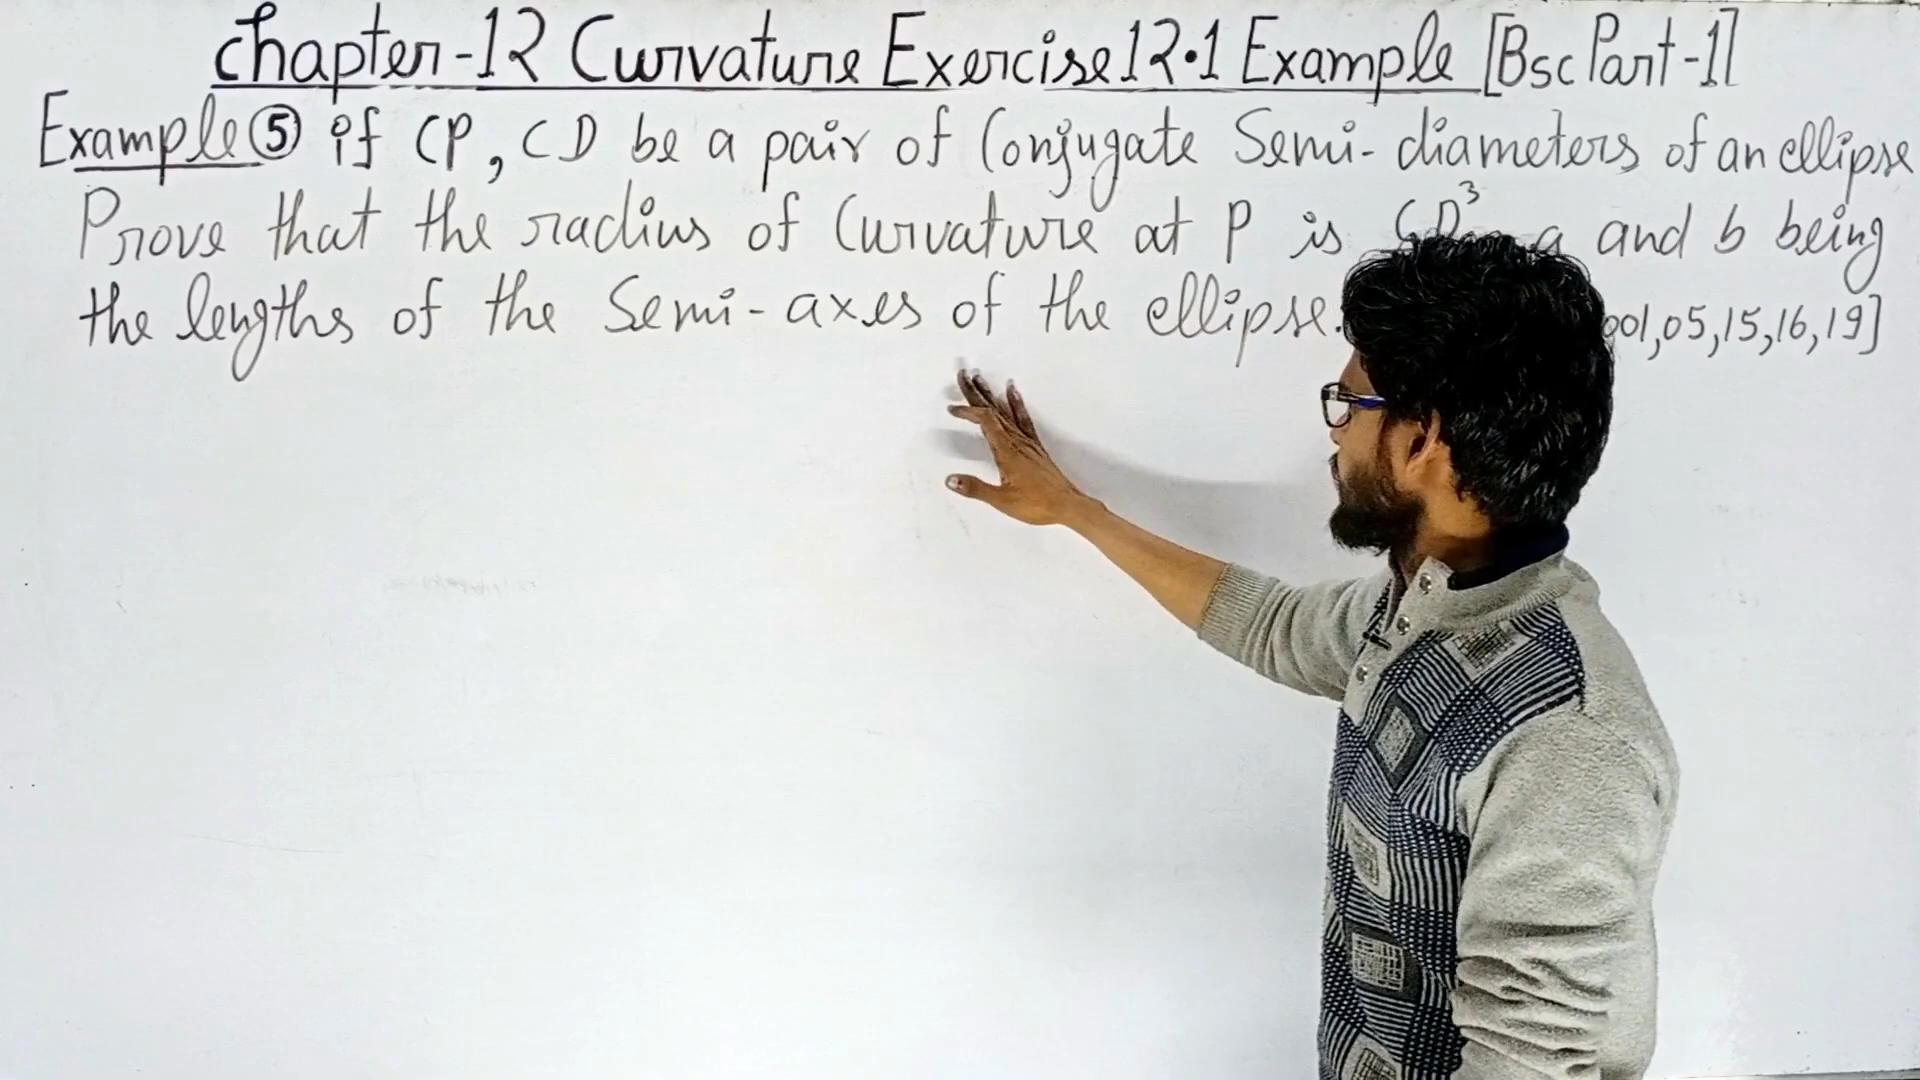 Chapter-12 Curvature Exercise 12.1 Example [Bsc Part-1]
Example ⑤ if CP, CD be a pair of Conjugate Semi-diameters of an ellipse
Prove that the radius of Curvature at P is CD³ a and b being
the lengths of the Semi-axes of the ellipse. 001,05,15,16,19]